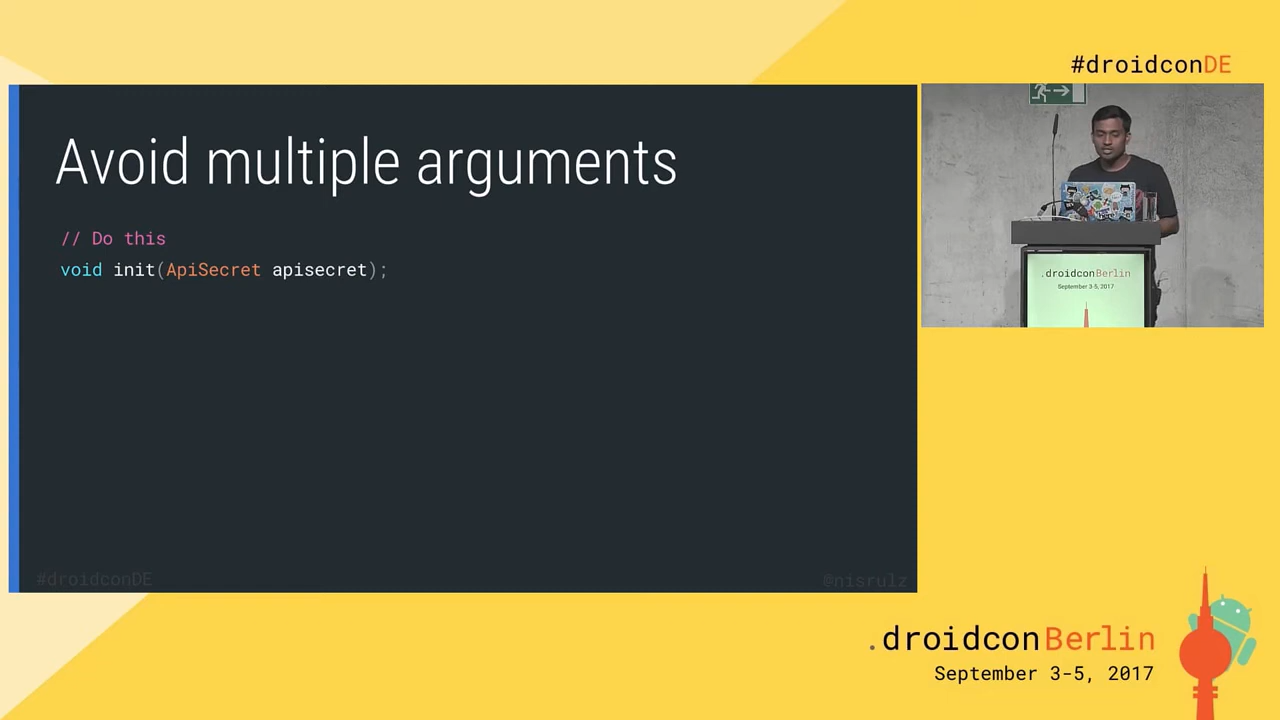 #droidconDE
Avoid multiple arguments
// Do this
void init(ApiSecret apisecret);
#droidconDE
@nisrulz
.droidconBerlin
September 3-5, 2017
.droidconBerlin
September 3-5, 2017